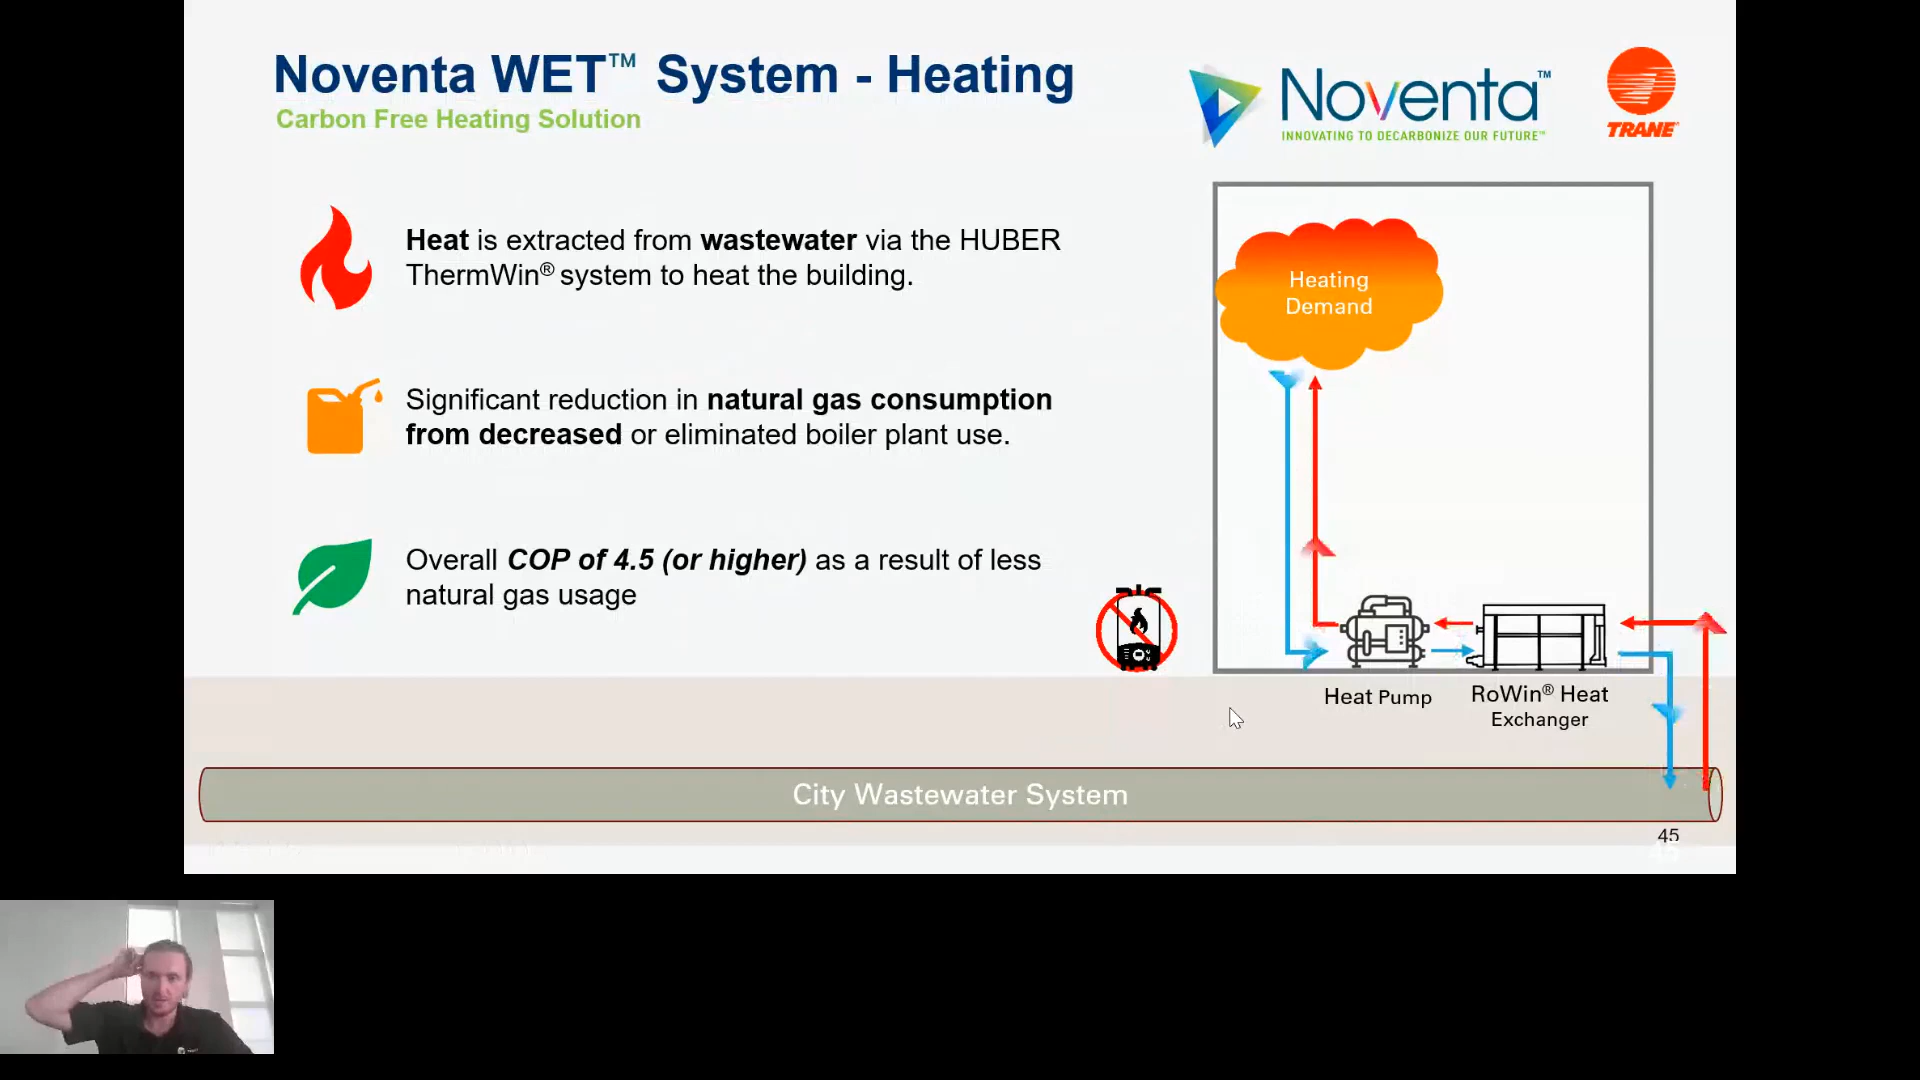 Noventa WET™ System - Heating
Carbon Free Heating Solution
Noventa™
INNOVATING TO DECARBONIZE OUR FUTURE™
TRANE
Heat is extracted from wastewater via the HUBER
ThermWin® system to heat the building.
Significant reduction in natural gas consumption
from decreased or eliminated boiler plant use.
Overall COP of 4.5 (or higher) as a result of less
natural gas usage
Heating
Demand
Heat Pump
RoWin® Heat
Exchanger
City Wastewater System
45